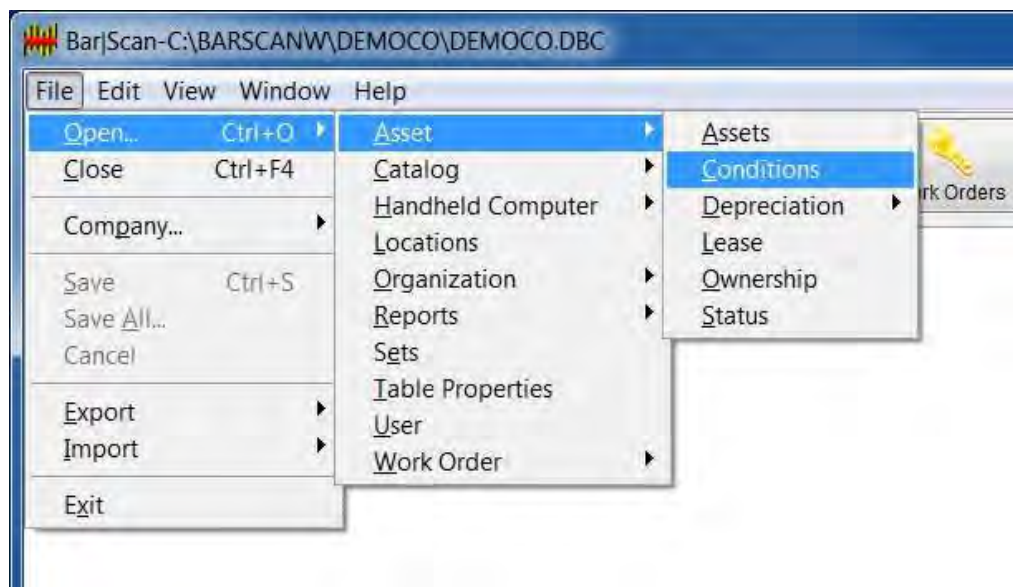 Bar|Scan-C:\BARSCANW\DEMOCO\DEMOCO.DBC
File Edit View Window Help
Open... Ctrl+O
Close Ctrl+F4
Company...
Save Ctrl+S
Save All...
Cancel
Export
Import
Exit
Asset
Catalog
Handheld Computer
Locations
Organization
Reports
Sets
Table Properties
User
Work Order
Assets
Conditions
Depreciation
Lease
Ownership
Status
rk Orders